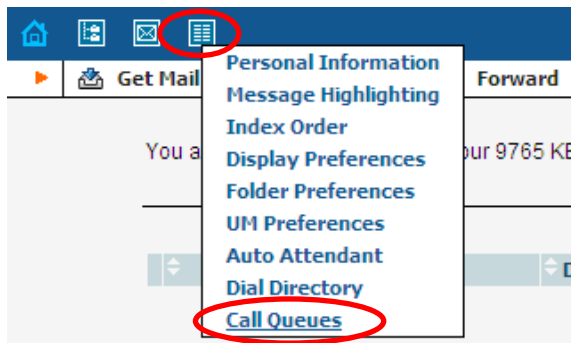 Get Mail
Forward
Personal Information
Message Highlighting
Index Order
Display Preferences
Folder Preferences
UM Preferences
Auto Attendant
Dial Directory
Call Queues
You a
our 9765 KB
D